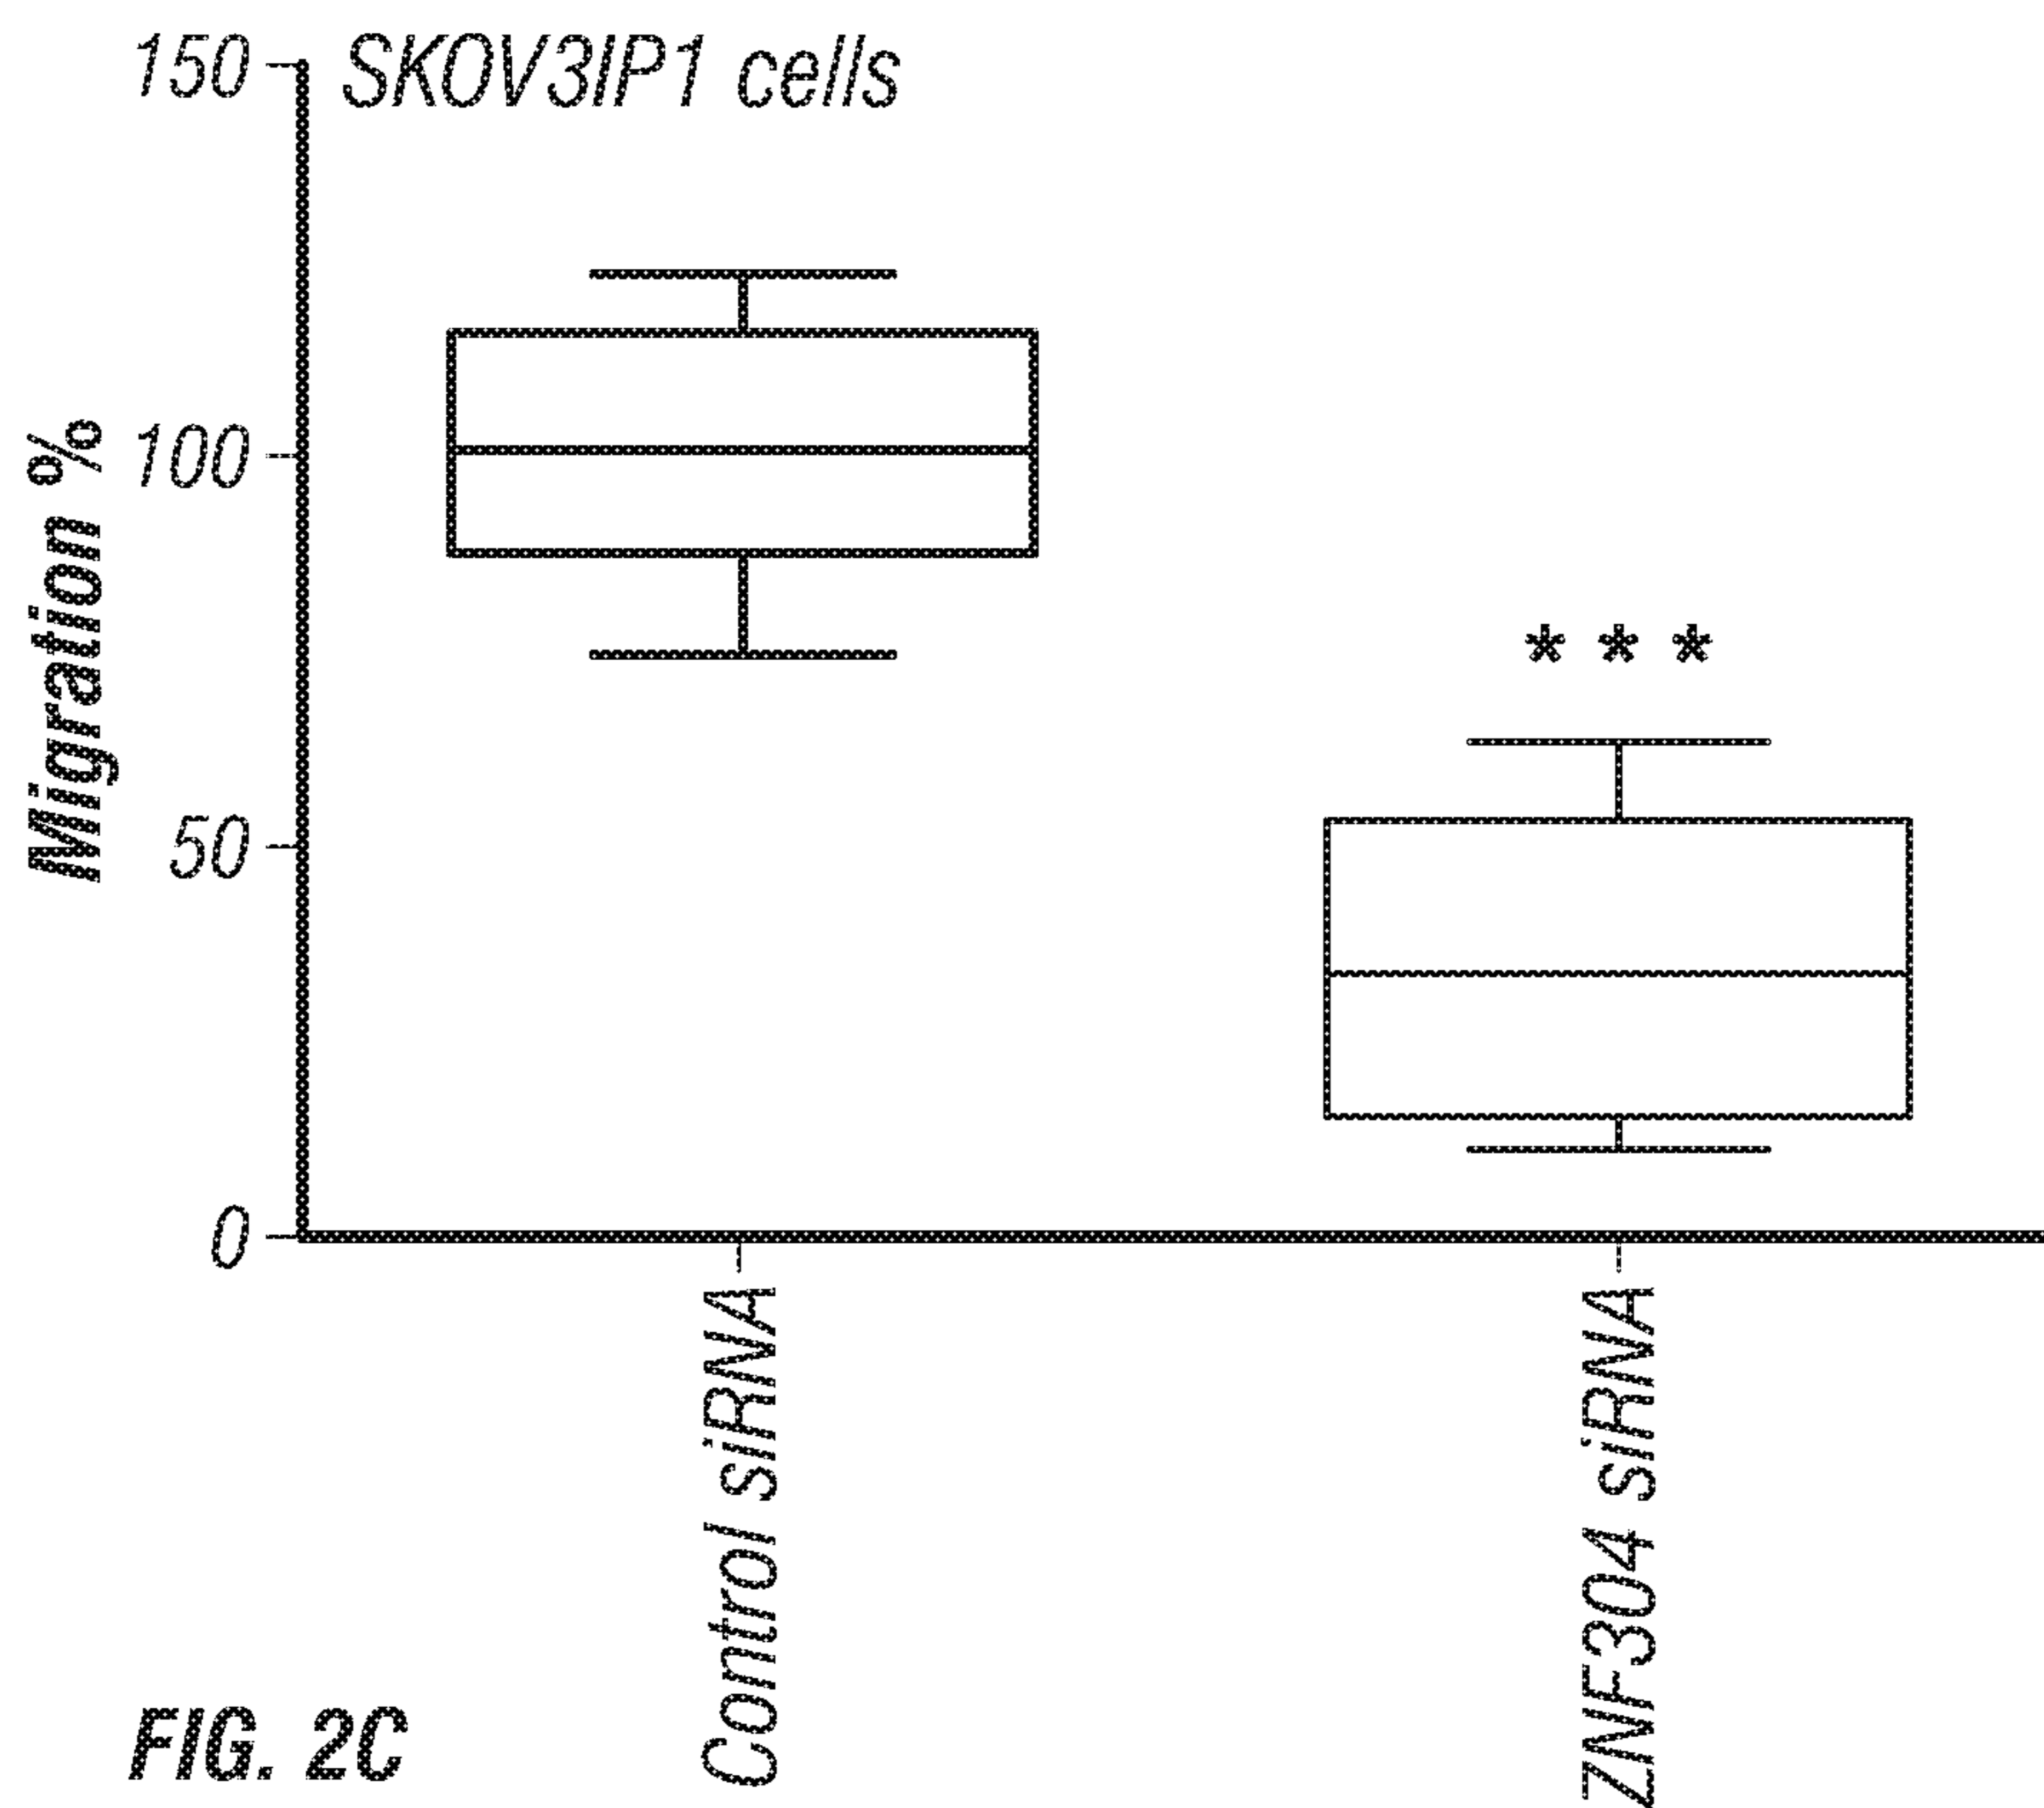 150
SKOV3IP1 cells
Migration %
100
50
0
* * *
Control siRNA
ZNF304 siRNA
FIG. 2C